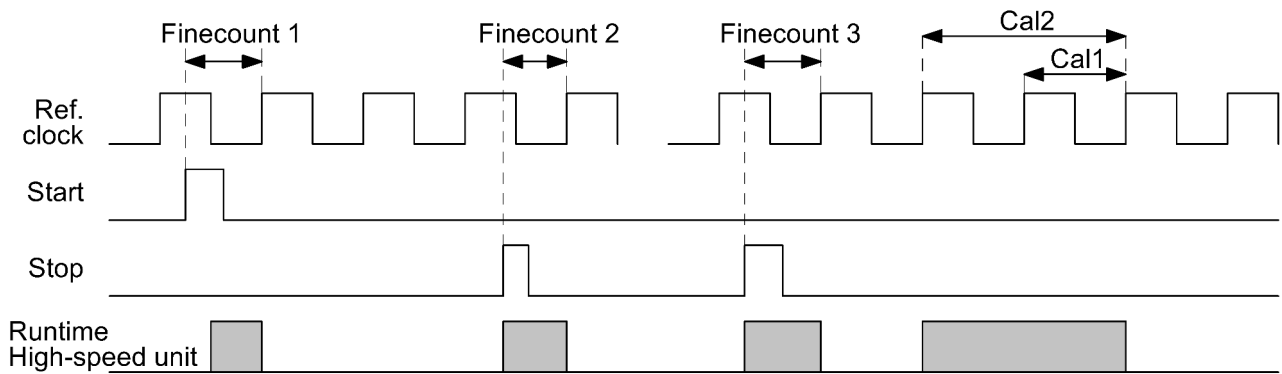 Finecount 1
Finecount 2
Finecount 3
Cal2
Cal1
Ref.
clock
Start
Stop
Runtime
High-speed unit